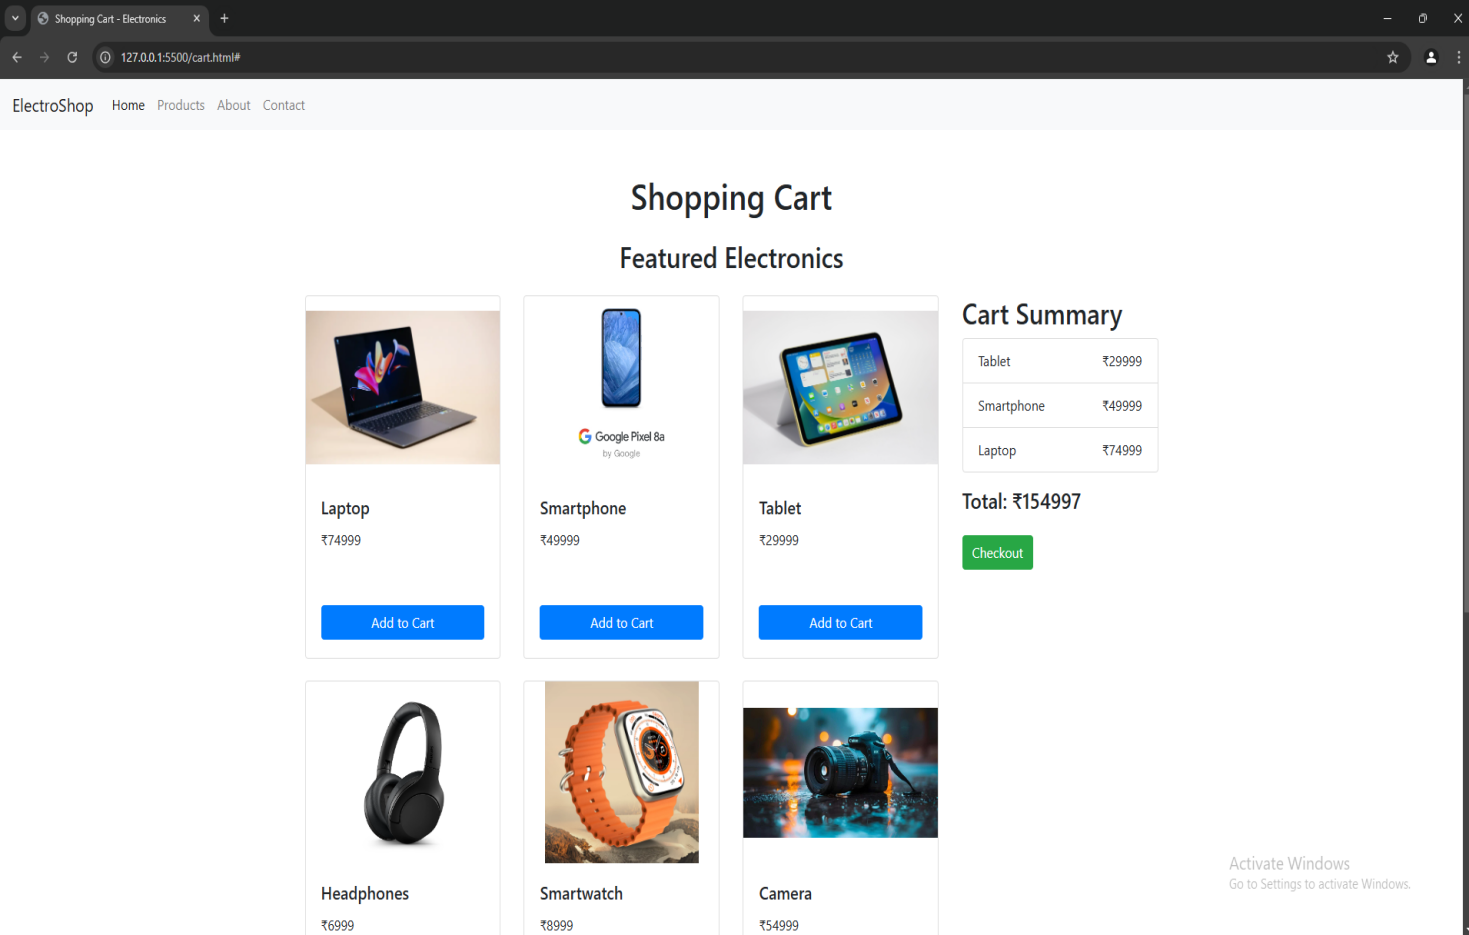 Shopping Cart - Electronics
127.0.0.1:5500/cart.html#
ElectroShop Home Products About Contact
Shopping Cart
Featured Electronics
Google Pixel 8a
by Google
Laptop
₹74999
Add to Cart
Smartphone
₹49999
Add to Cart
Tablet
₹29999
Add to Cart
Cart Summary
Tablet ₹29999
Smartphone ₹49999
Laptop ₹74999
Total: ₹154997
Checkout
Headphones
₹6999
Smartwatch
₹8999
Camera
₹54999
Activate Windows
Go to Settings to activate Windows.